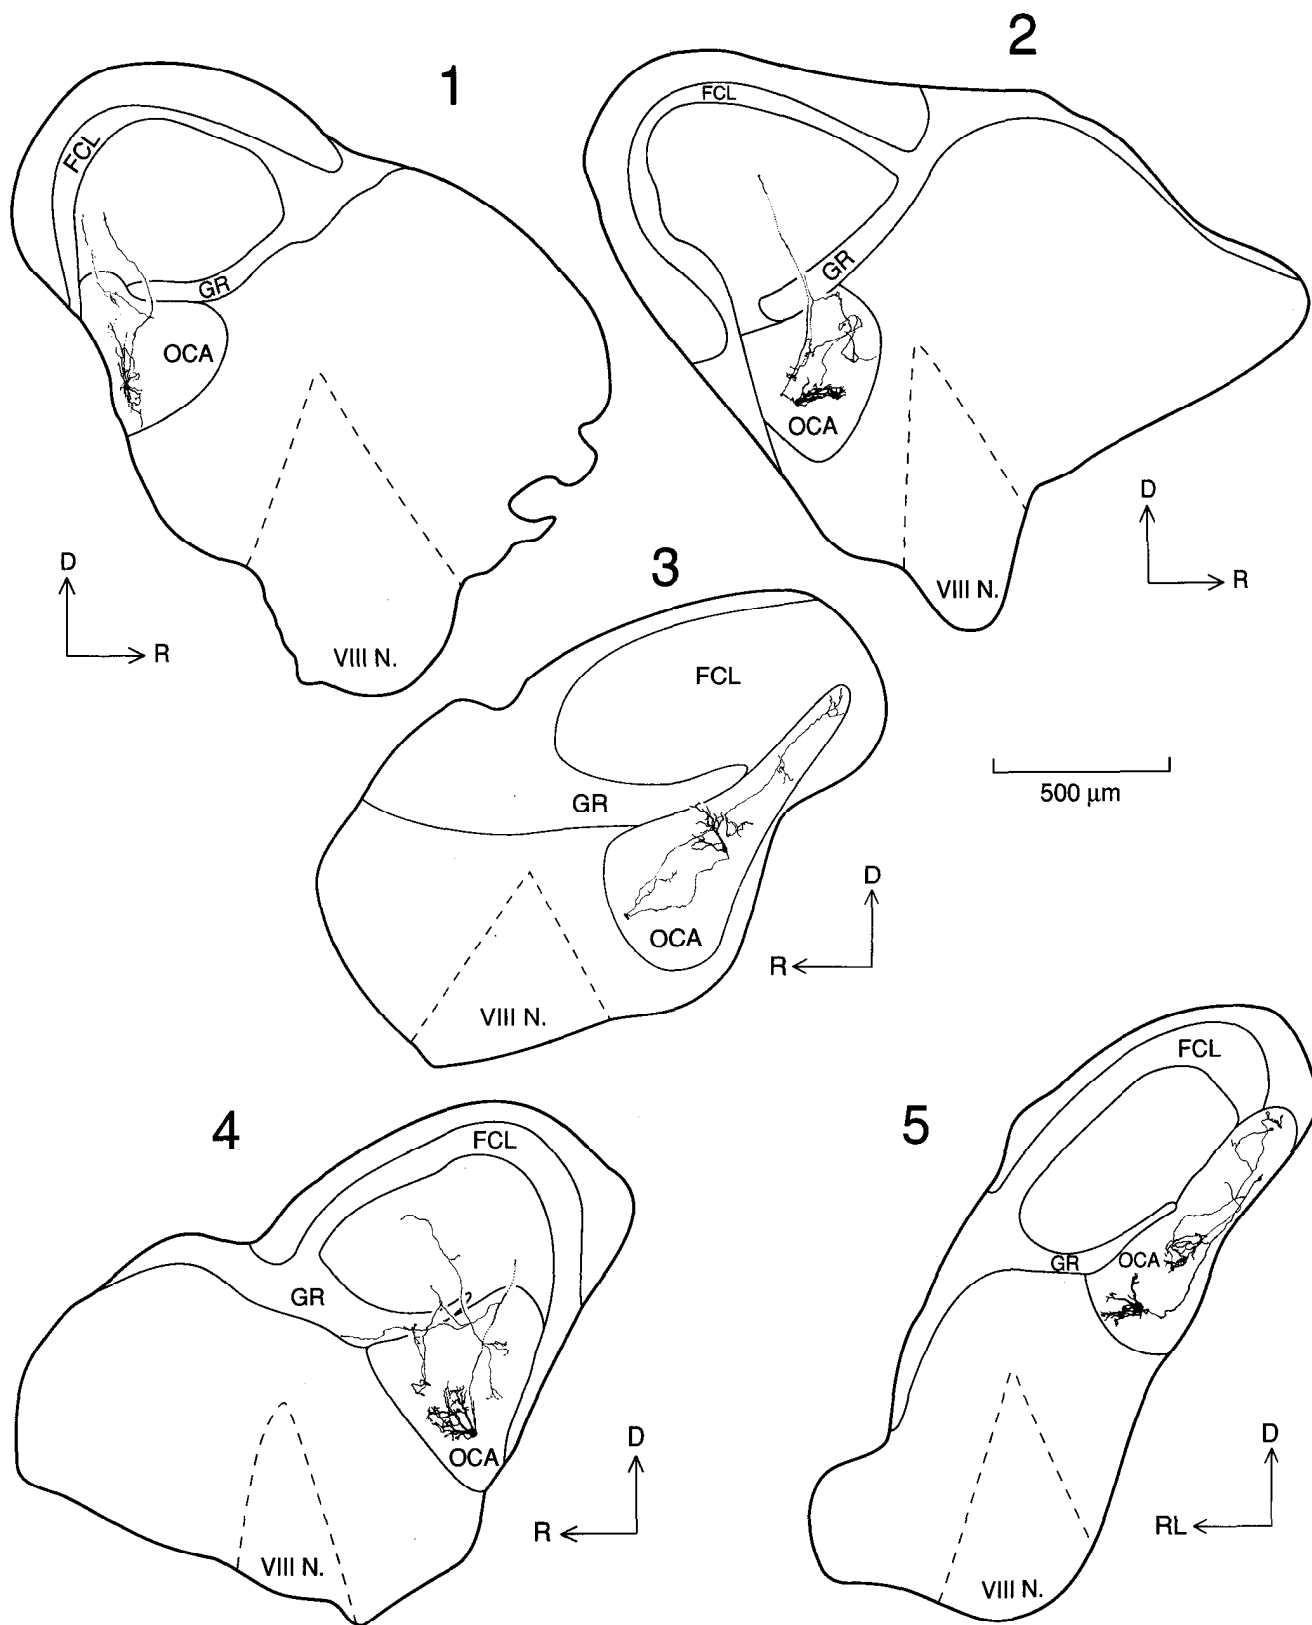 1
FCL
GR
OCA
VIII N.
D
R
2
FCL
GR
OCA
VIII N.
D
R
3
FCL
GR
OCA
VIII N.
D
R
500 μm
4
FCL
GR
OCA
VIII N.
D
R
5
FCL
GR
OCA
VIII N.
D
RL